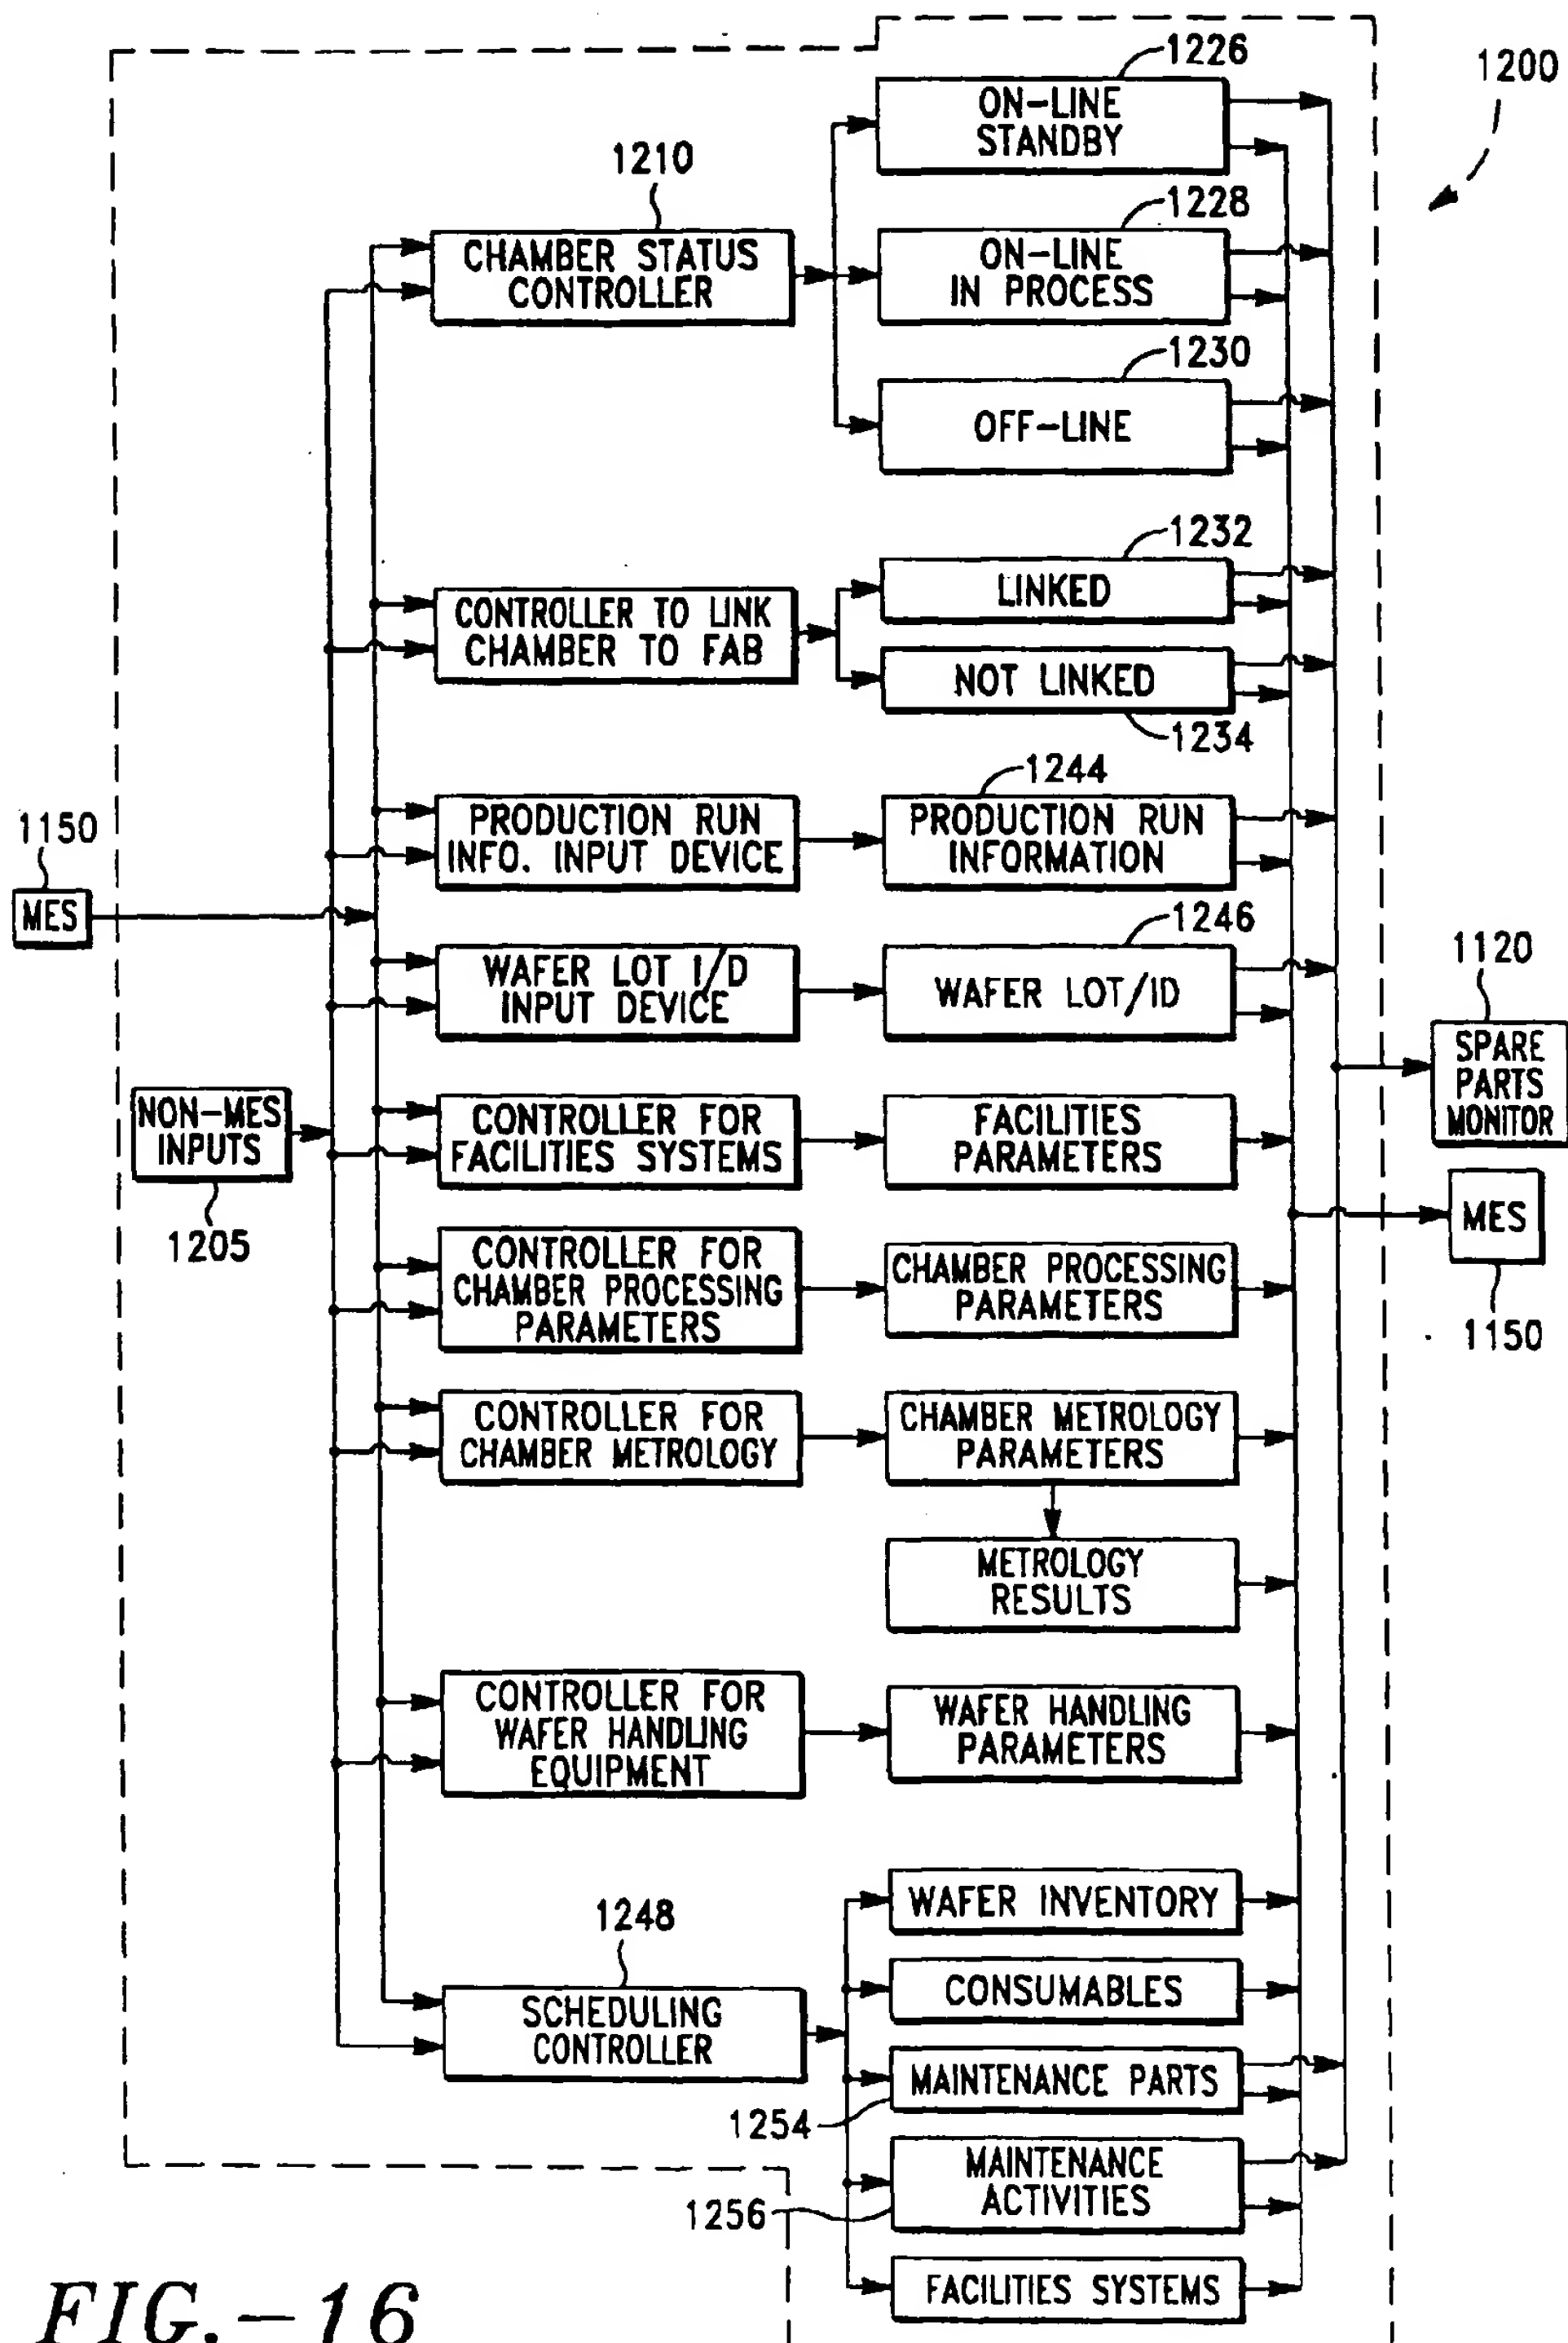 1226
1200
ON-LINE
STANDBY
1210
1228
CHAMBER STATUS
CONTROLLER
ON-LINE
IN PROCESS
1230
OFF-LINE
1232
CONTROLLER TO LINK
CHAMBER TO FAB
LINKED
NOT LINKED
1234
1244
1150
MES
PRODUCTION RUN
INFO. INPUT DEVICE
PRODUCTION RUN
INFORMATION
1246
WAFER LOT I/D
INPUT DEVICE
WAFER LOT/ID
1120
SPARE
PARTS
MONITOR
NON-MES
INPUTS
1205
CONTROLLER FOR
FACILITIES SYSTEMS
FACILITIES
PARAMETERS
MES
1150
CONTROLLER FOR
CHAMBER PROCESSING
PARAMETERS
CHAMBER PROCESSING
PARAMETERS
CONTROLLER FOR
CHAMBER METROLOGY
CHAMBER METROLOGY
PARAMETERS
METROLOGY
RESULTS
CONTROLLER FOR
WAFER HANDLING
EQUIPMENT
WAFER HANDLING
PARAMETERS
WAFER INVENTORY
1248
SCHEDULING
CONTROLLER
CONSUMABLES
MAINTENANCE PARTS
1254
MAINTENANCE
ACTIVITIES
1256
FACILITIES SYSTEMS
FIG.-16